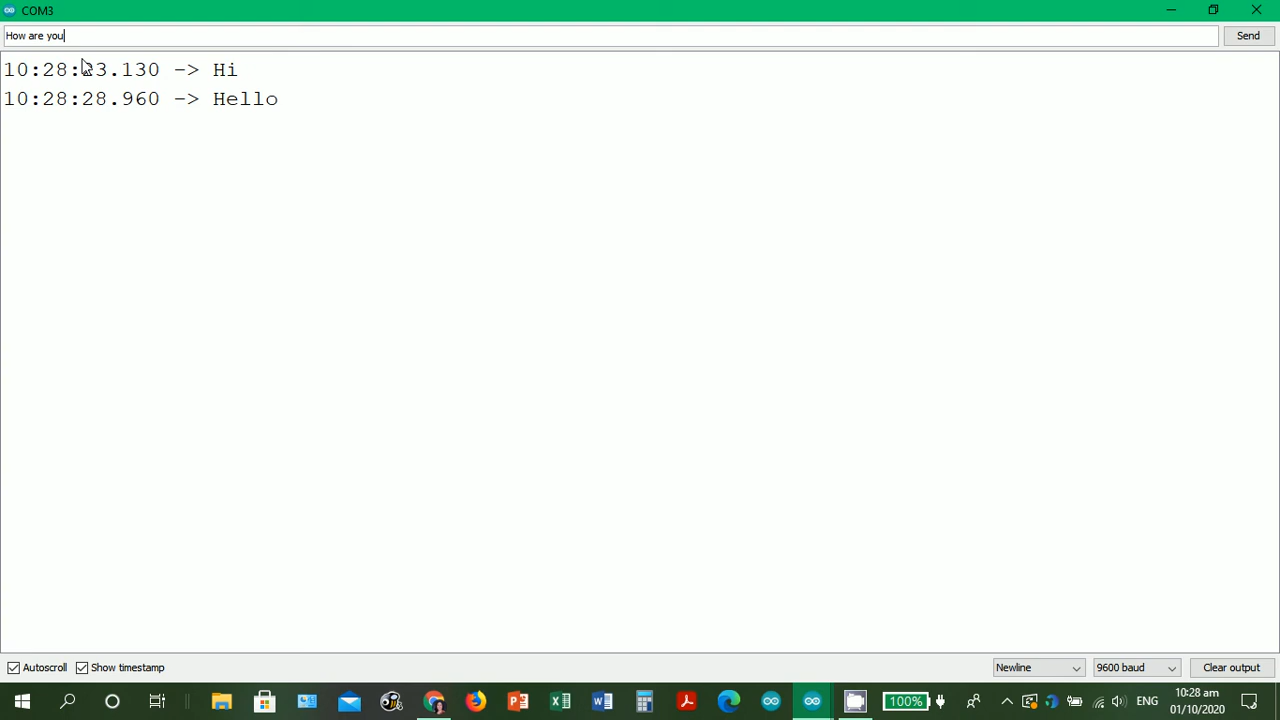 COM3
How are you
Send
10:28: 3.130 -> Hi
10:28:28.960 -> Hello
Autoscroll
Show timestamp
Newline
9600 baud
Clear output
100%
ENG
10:28 am
01/10/2020